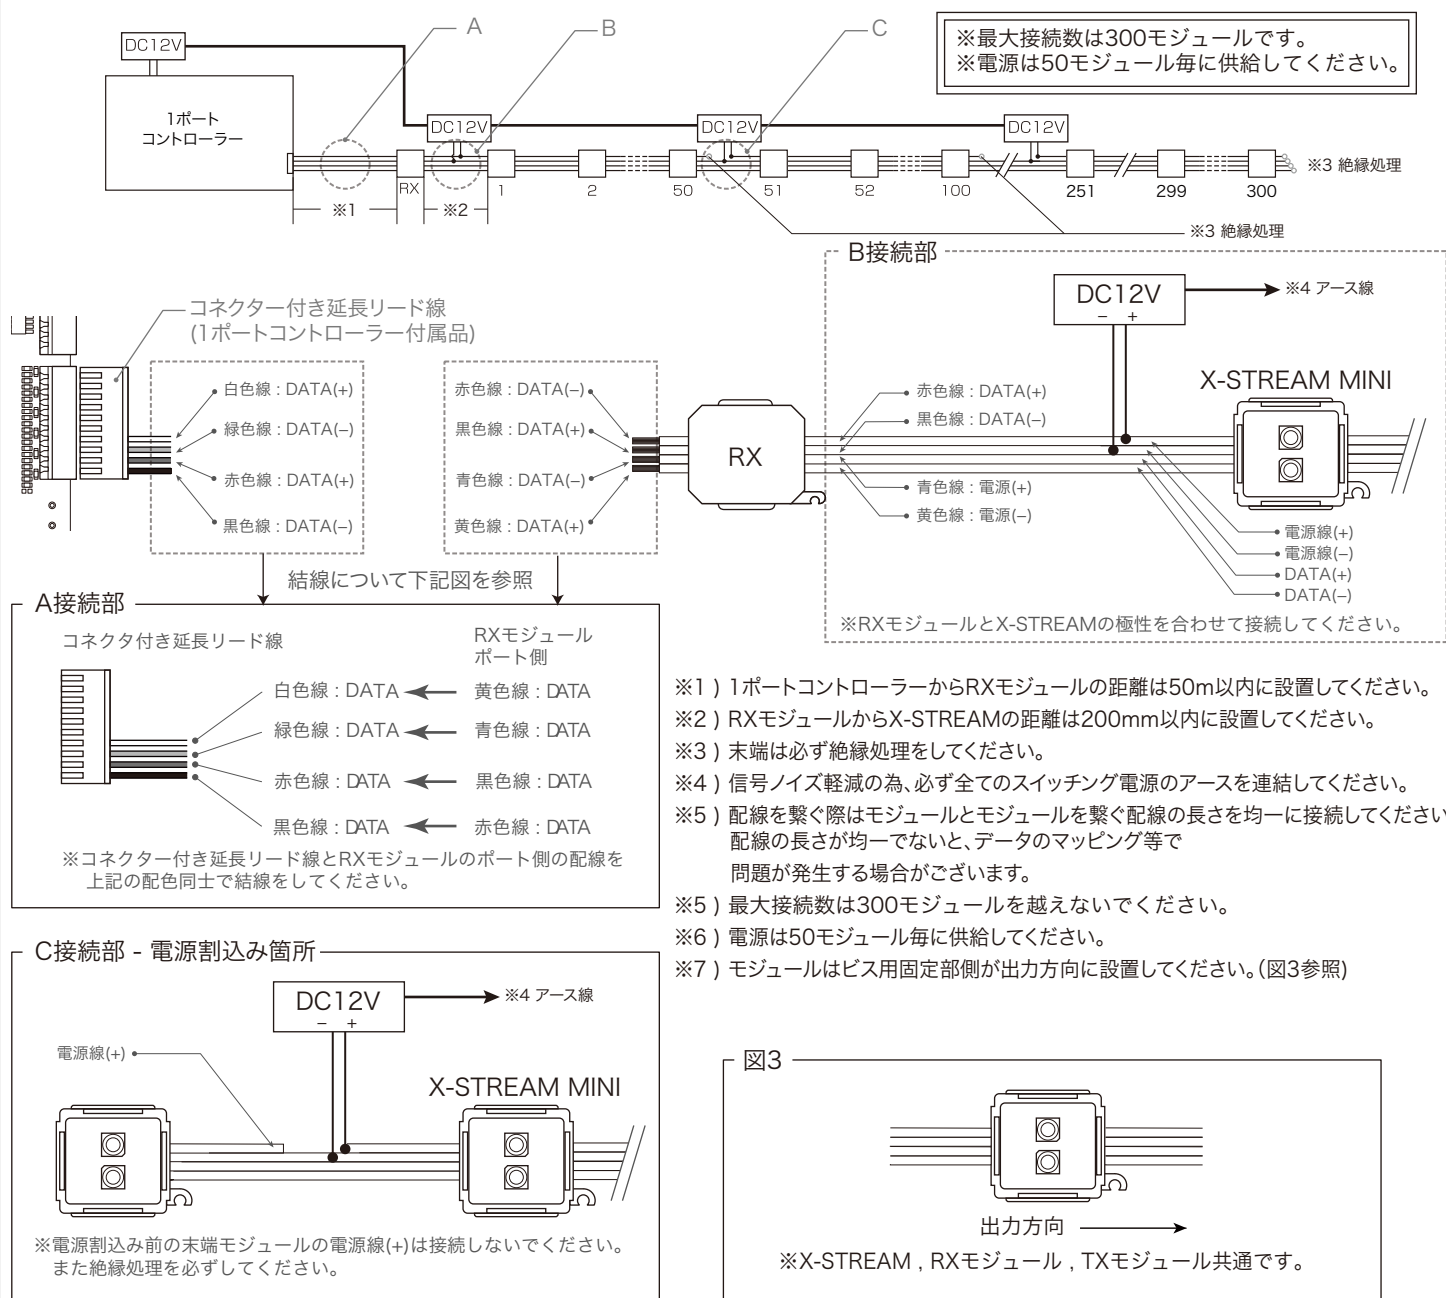 A
B
C
DC12V
※最大接続数は300モジュールです。
※電源は50モジュール毎に供給してください。
1ポート
コントローラー
DC12V
DC12V
DC12V
RX
1
2
50
51
52
100
251
299
300
※3 絶縁処理
※1
※2
※3 絶縁処理
コネクター付き延長リード線
(1ポートコントローラー付属品)
白色線 : DATA(+)
緑色線 : DATA(−)
赤色線 : DATA(+)
黒色線 : DATA(−)
赤色線 : DATA(−)
黒色線 : DATA(+)
青色線 : DATA(−)
黄色線 : DATA(+)
RX
B接続部
DC12V
− +
※4 アース線
X-STREAM MINI
赤色線 : DATA(+)
黒色線 : DATA(−)
青色線 : 電源(+)
黄色線 : 電源(−)
電源線(+)
電源線(−)
DATA(+)
DATA(−)
※RXモジュールとX-STREAMの極性を合わせて接続してください。
結線について下記図を参照
A接続部
コネクタ付き延長リード線
RXモジュール
ポート側
白色線 : DATA 黄色線 : DATA
緑色線 : DATA 青色線 : DATA
赤色線 : DATA 黒色線 : DATA
黒色線 : DATA 赤色線 : DATA
※コネクター付き延長リード線とRXモジュールのポート側の配線を
上記の配色同士で結線をしてください。
※1 ) 1ポートコントローラーからRXモジュールの距離は50m以内に設置してください。
※2 ) RXモジュールからX-STREAMの距離は200mm以内に設置してください。
※3 ) 末端は必ず絶縁処理をしてください。
※4 ) 信号ノイズ軽減の為、必ず全てのスイッチング電源のアースを連結してください。
※5 ) 配線を繋ぐ際はモジュールとモジュールを繋ぐ配線の長さを均一に接続してください
配線の長さが均一でないと、データのマッピング等で
問題が発生する場合がございます。
※5 ) 最大接続数は300モジュールを越えないでください。
※6 ) 電源は50モジュール毎に供給してください。
※7 ) モジュールはビス用固定部側が出力方向に設置してください。(図3参照)
C接続部 - 電源割込み箇所
DC12V
− +
※4 アース線
電源線(+)
X-STREAM MINI
※電源割込み前の末端モジュールの電源線(+)は接続しないでください。
また絶縁処理を必ずしてください。
図3
出力方向
※X-STREAM , RXモジュール , TXモジュール共通です。